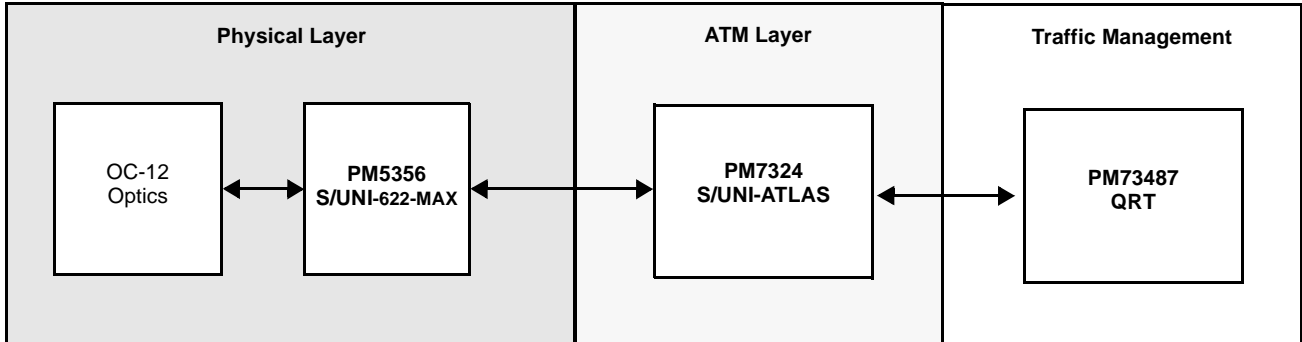 Physical Layer
ATM Layer
Traffic Management
OC-12
Optics
PM5356
S/UNI-622-MAX
PM7324
S/UNI-ATLAS
PM73487
QRT